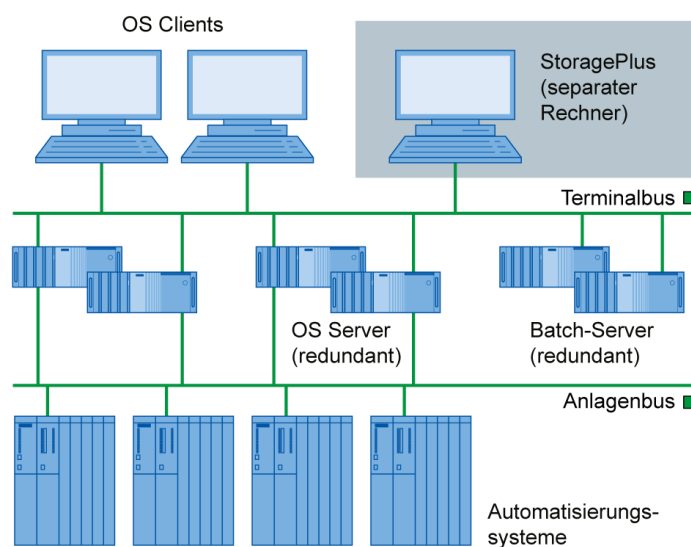 OS Clients
StoragePlus
(separater
Rechner)
Terminalbus
OS Server
(redundant)
Batch-Server
(redundant)
Anlagenbus
Automatisierungs-
systeme